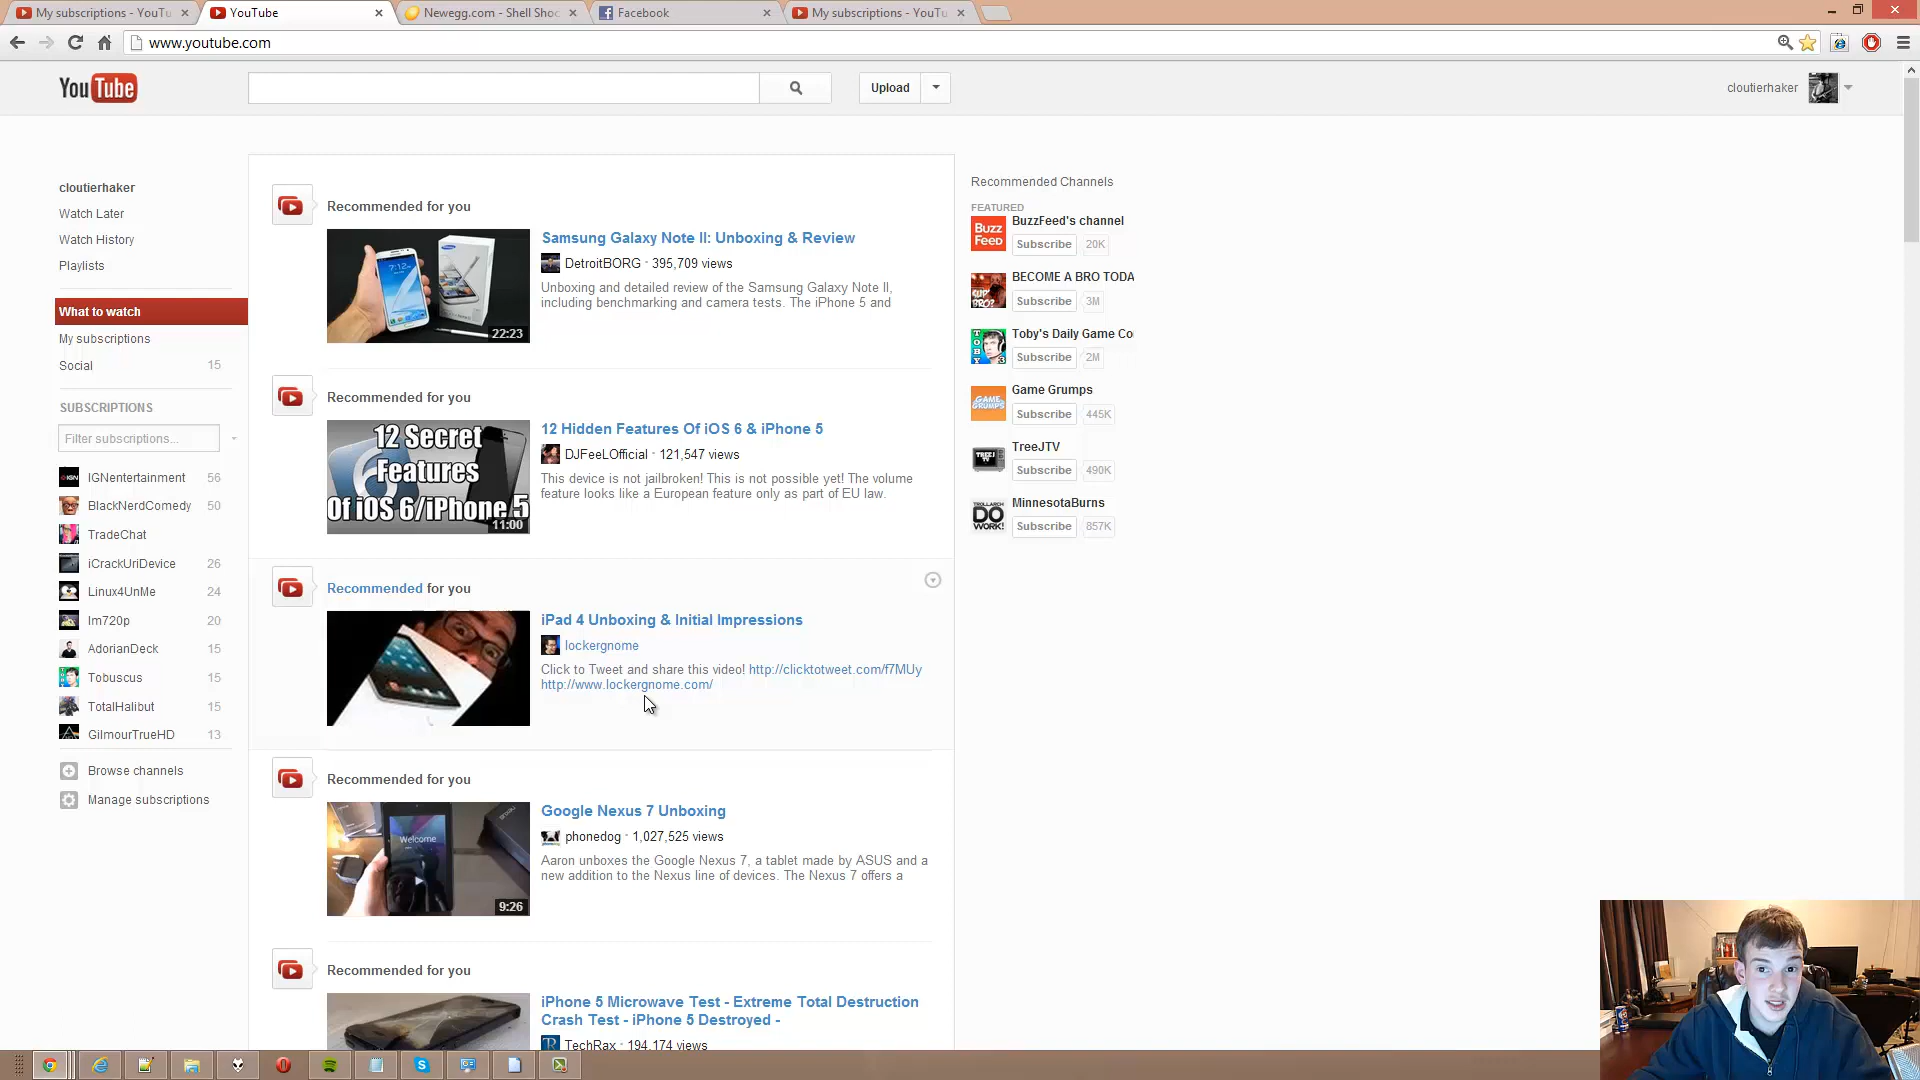 My subscriptions - YouTu
YouTube
Newegg.com - Shell Shoc
Facebook
My subscriptions - YouTu
www.youtube.com
YouTube
Upload
cloutierhaker
cloutierhaker
Watch Later
Watch History
Playlists
What to watch
My subscriptions
Social 15
SUBSCRIPTIONS
Filter subscriptions...
IGNentertainment 56
BlackNerdComedy 50
TradeChat
iCrackUriDevice 26
Linux4UnMe 24
Im720p 20
AdorianDeck 15
Tobuscus 15
TotalHalibut 15
GilmourTrueHD 13
Browse channels
Manage subscriptions
Recommended for you
22:23
Samsung Galaxy Note II: Unboxing & Review
DetroitBORG · 395,709 views
Unboxing and detailed review of the Samsung Galaxy Note II,
including benchmarking and camera tests. The iPhone 5 and
Recommended for you
12 Secret
Features
Of iOS 6/iPhone 5
11:00
12 Hidden Features Of iOS 6 & iPhone 5
DJFeeLOfficial · 121,547 views
This device is not jailbroken! This is not possible yet! The volume
feature looks like a European feature only as part of EU law.
Recommended for you
iPad 4 Unboxing & Initial Impressions
lockergnome
Click to Tweet and share this video! http://clicktotweet.com/f7MUy
http://www.lockergnome.com/
Recommended for you
Welcome
9:26
Google Nexus 7 Unboxing
phonedog · 1,027,525 views
Aaron unboxes the Google Nexus 7, a tablet made by ASUS and a
new addition to the Nexus line of devices. The Nexus 7 offers a
Recommended for you
iPhone 5 Microwave Test - Extreme Total Destruction
Crash Test - iPhone 5 Destroyed -
TechRax · 194,174 views
Recommended Channels
FEATURED
Buzz
Feed
BuzzFeed's channel
Subscribe 20K
BECOME A BRO TODA
Subscribe 3M
Toby's Daily Game Co
Subscribe 2M
GAME
GRUMPS
Game Grumps
Subscribe 445K
TreeJTV
Subscribe 490K
DO
WORK!
MinnesotaBurns
Subscribe 857K